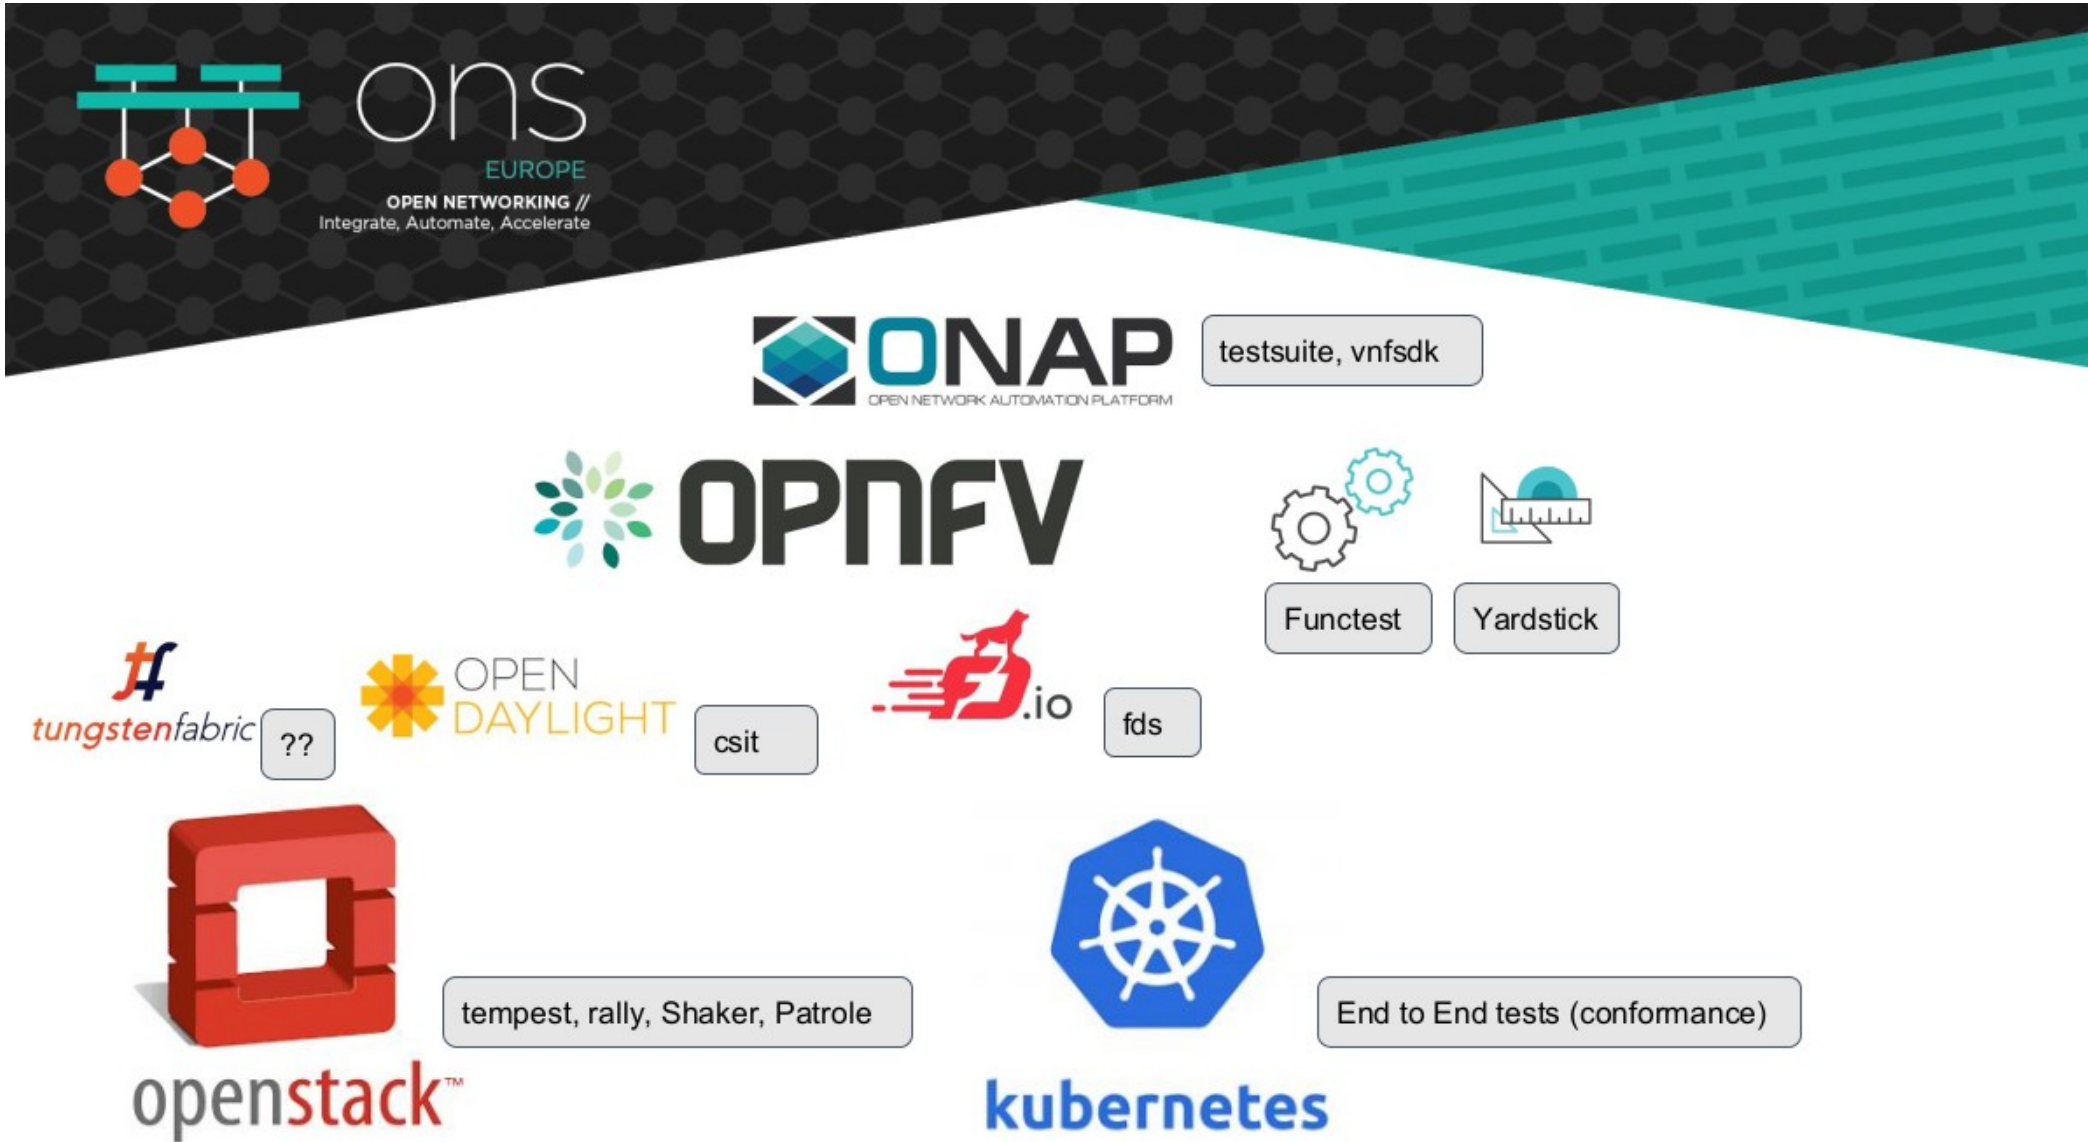 ons
EUROPE
OPEN NETWORKING //
Integrate, Automate, Accelerate
ONAP
OPEN NETWORK AUTOMATION PLATFORM
testsuite, vnfsdk
OPNFV
Functest
Yardstick
tungstenfabric
??
OPEN
DAYLIGHT
csit
FD.io
fds
openstack™
tempest, rally, Shaker, Patrole
kubernetes
End to End tests (conformance)